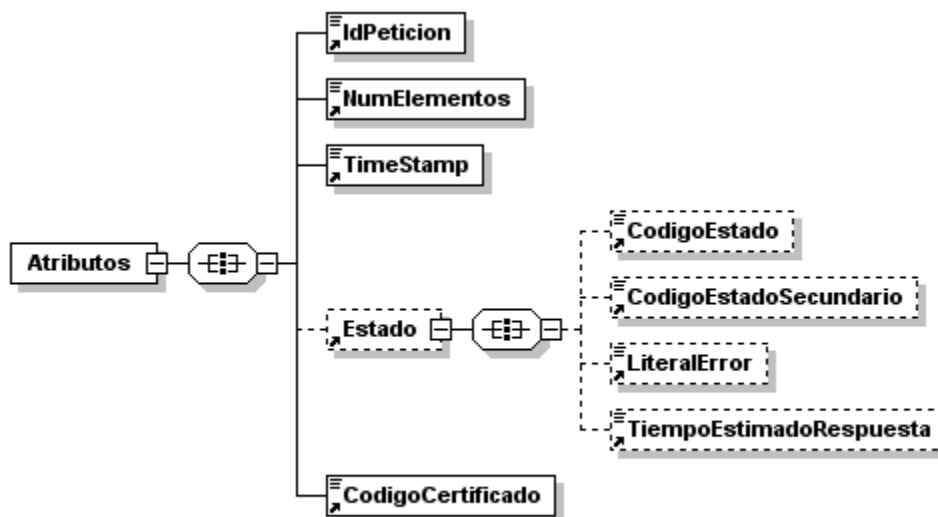 IdPeticion
NumElementos
TimeStamp
Atributos
Estado
CodigoEstado
CodigoEstadoSecundario
LiteralError
TiempoEstimadoRespuesta
CodigoCertificado